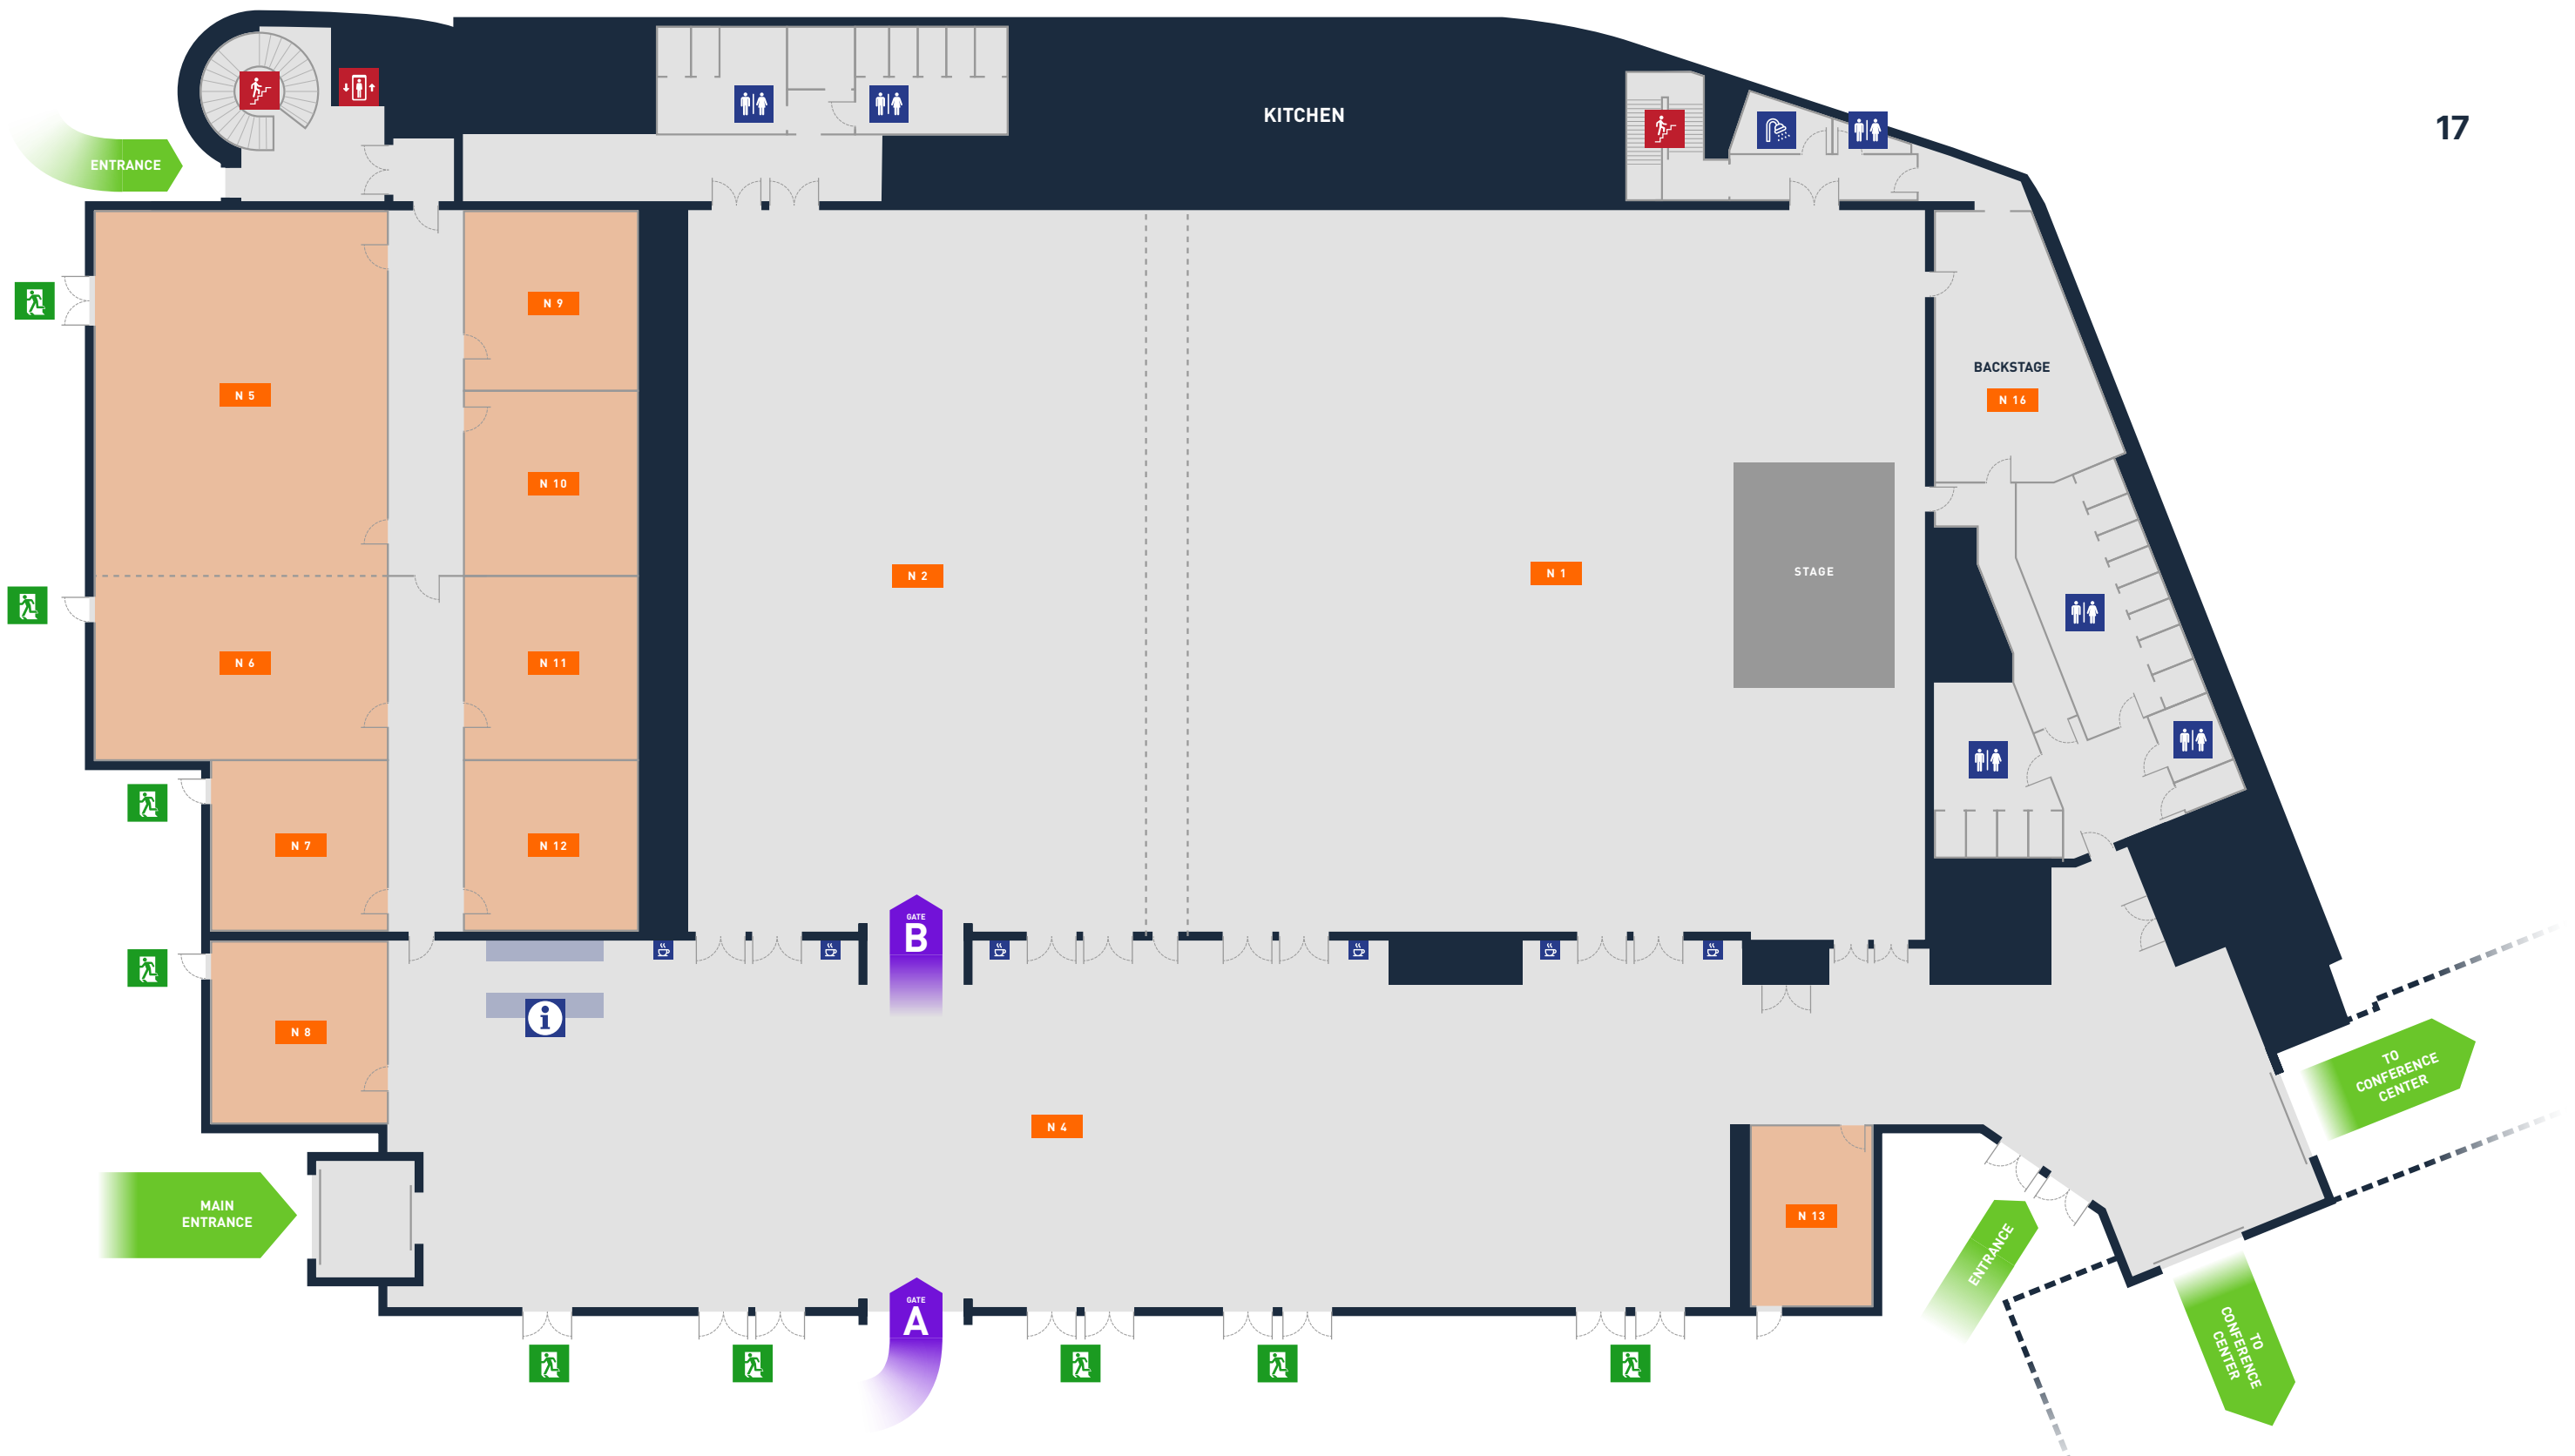 KITCHEN
17
ENTRANCE
N 9
BACKSTAGE
N 5
N 16
N 10
N 2
N 1
STAGE
N 6
N 11
N 7
N 12
GATE
B
N 8
i
TO
CONFERENCE
CENTER
N 4
MAIN
ENTRANCE
N 13
ENTRANCE
GATE
A
TO
CONFERENCE
CENTER